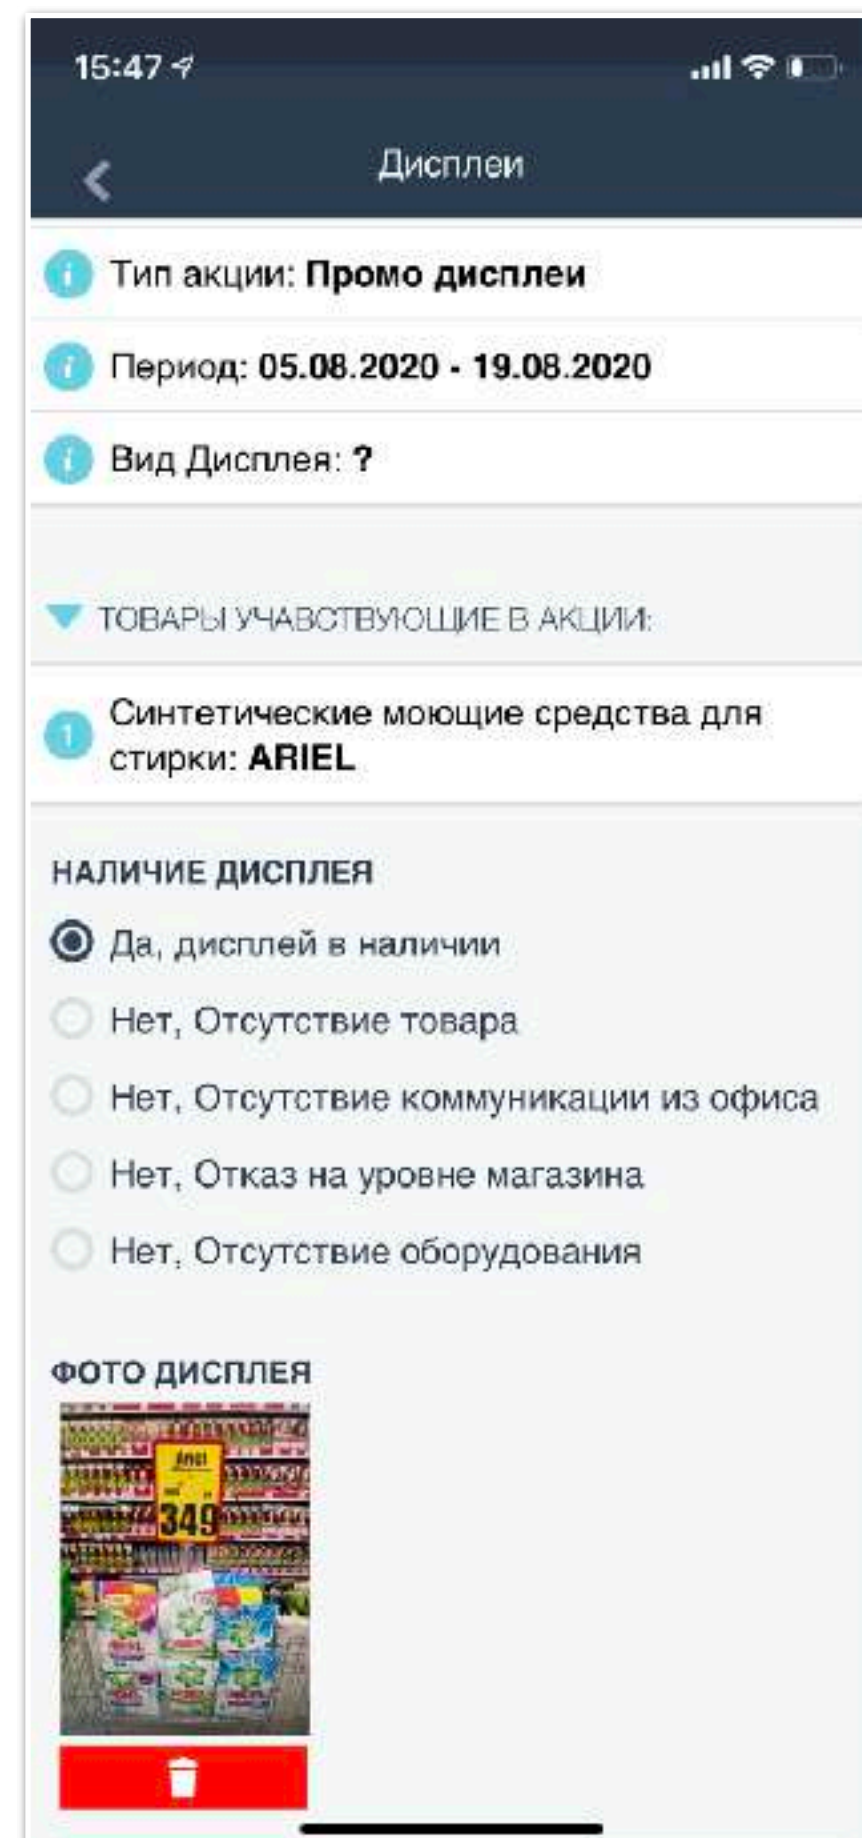 15:47
Дисплеи
Тип акции: Промо дисплеи
Период: 05.08.2020 - 19.08.2020
Вид Дисплея: ?
ТОВАРЫ УЧАВСТВУЮЩИЕ В АКЦИИ:
1
Синтетические моющие средства для
стирки: ARIEL
НАЛИЧИЕ ДИСПЛЕЯ
Да, дисплей в наличии
Нет, Отсутствие товара
Нет, Отсутствие коммуникации из офиса
Нет, Отказ на уровне магазина
Нет, Отсутствие оборудования
ФОТО ДИСПЛЕЯ
Ariel
349